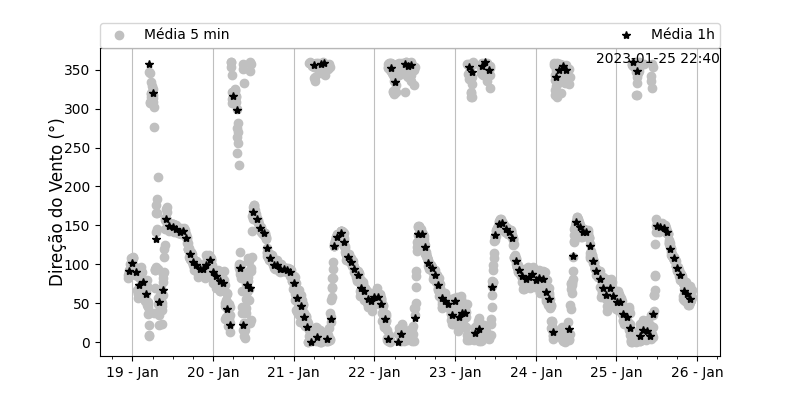 Média 5 min
Média 1h
2023-01-25 22:40
Direção do Vento (°)
350
300
250
200
150
100
50
0
19 - Jan
20 - Jan
21 - Jan
22 - Jan
23 - Jan
24 - Jan
25 - Jan
26 - Jan